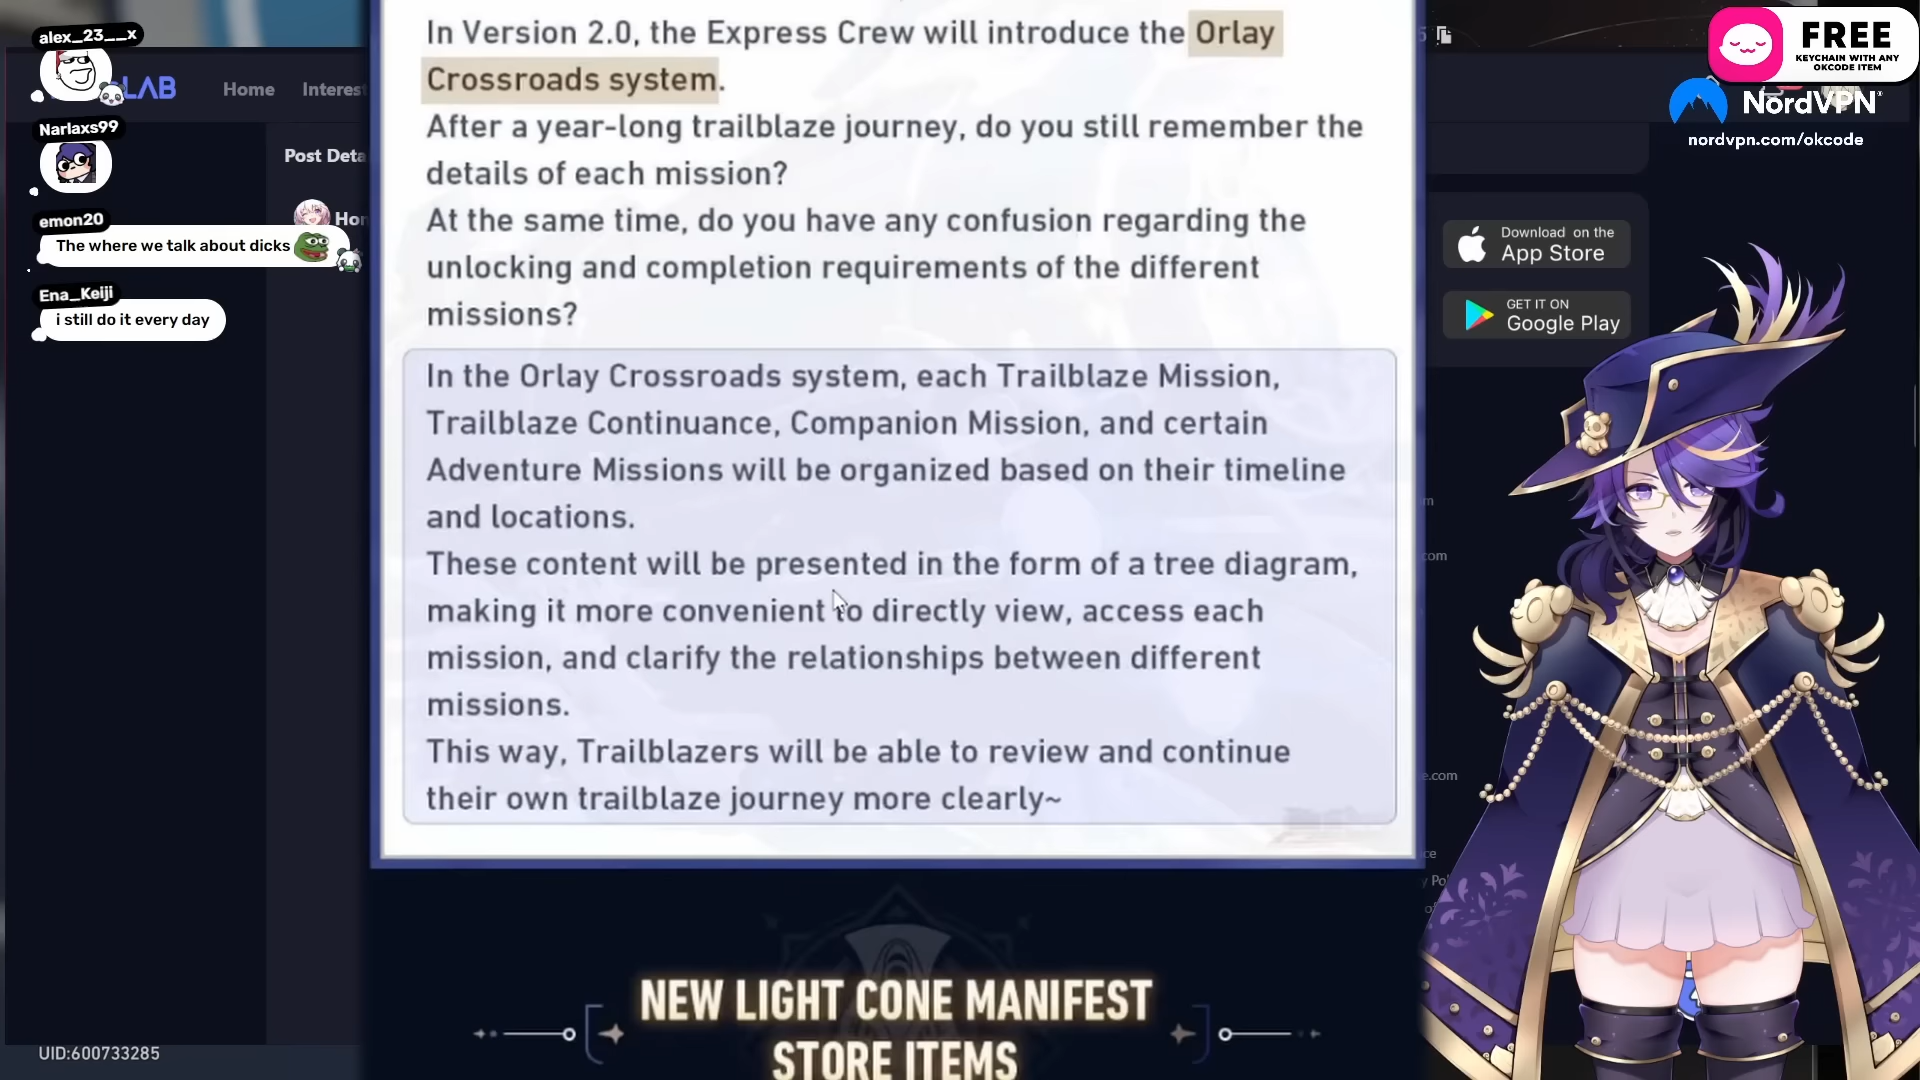 alex_23__x
LAB
Home
Interest
Narlaxs99
Post Deta
emon20
Hon
The where we talk about dicks
Ena_Keiji
i still do it every day
In Version 2.0, the Express Crew will introduce the Orlay
Crossroads system.
After a year-long trailblaze journey, do you still remember the
details of each mission?
At the same time, do you have any confusion regarding the
unlocking and completion requirements of the different
missions?
In the Orlay Crossroads system, each Trailblaze Mission,
Trailblaze Continuance, Companion Mission, and certain
Adventure Missions will be organized based on their timeline
and locations.
These content will be presented in the form of a tree diagram,
making it more convenient to directly view, access each
mission, and clarify the relationships between different
missions.
This way, Trailblazers will be able to review and continue
their own trailblaze journey more clearly~
NEW LIGHT CONE MANIFEST
STORE ITEMS
FREE
KEYCHAIN WITH ANY
OKCODE ITEM
NordVPN®
nordvpn.com/okcode
Download on the
App Store
GET IT ON
Google Play
m
.com
e.com
ce
y Po
of
UID:600733285